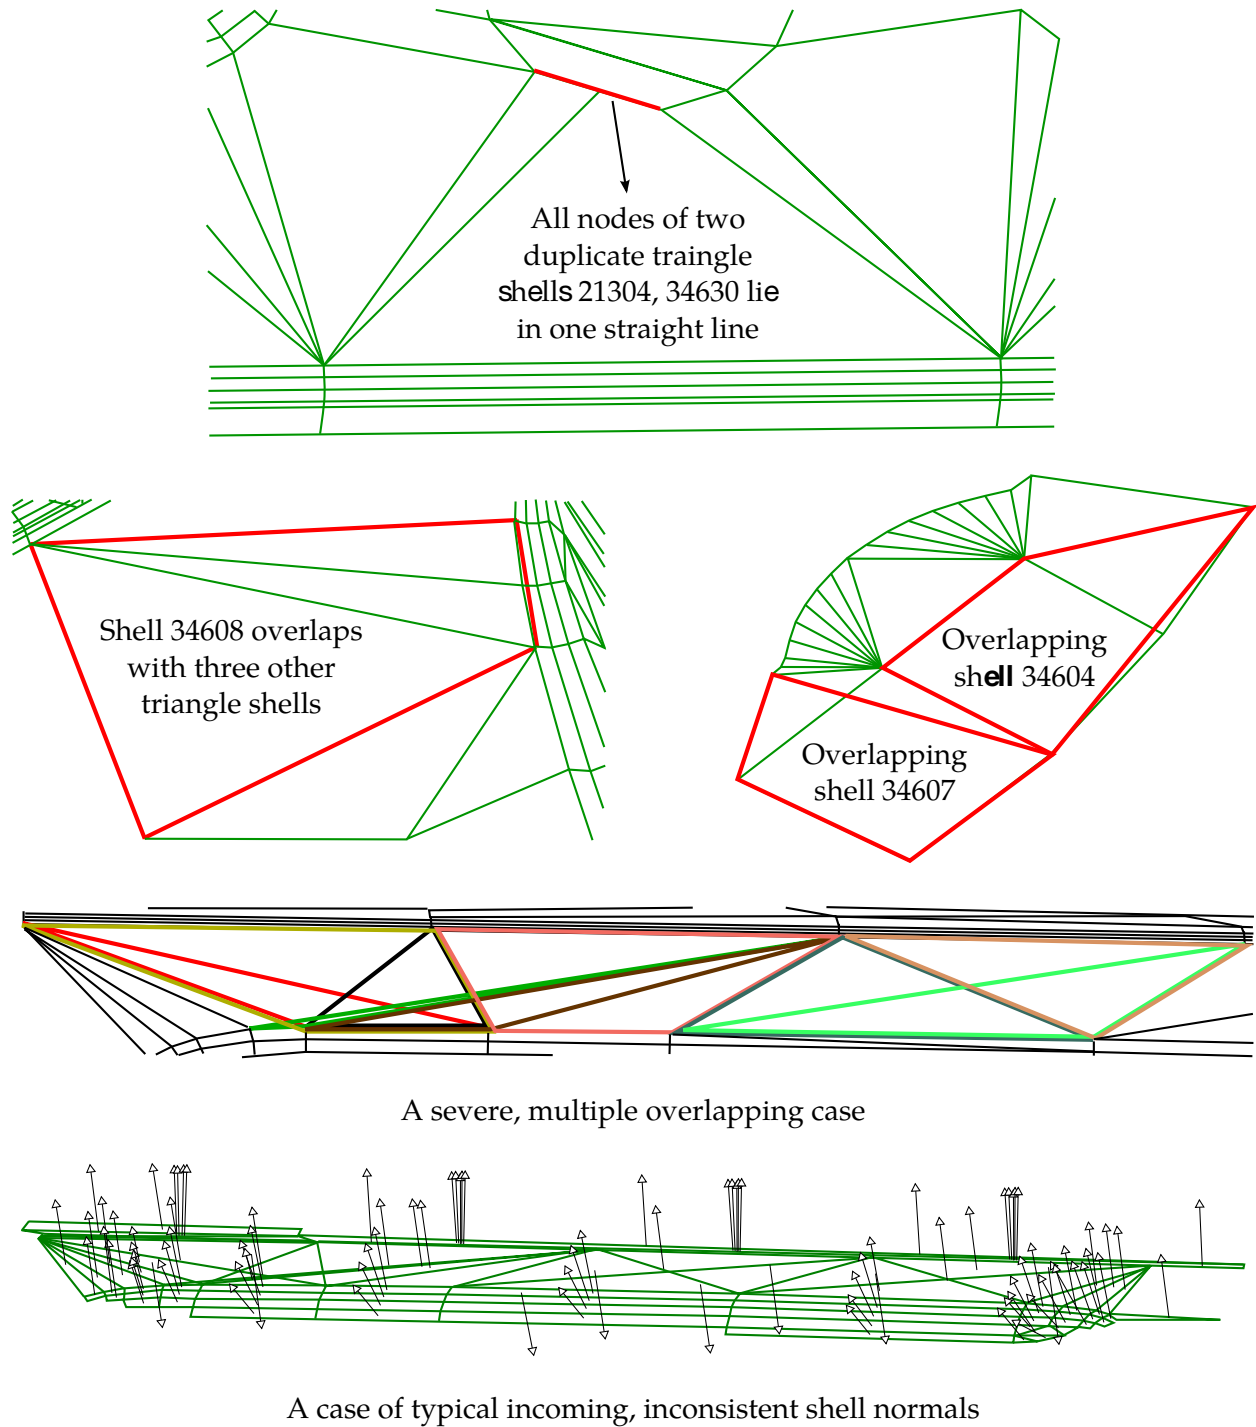 All nodes of two
duplicate traingle
shells 21304, 34630 lie
in one straight line
Shell 34608 overlaps
with three other
triangle shells
Overlapping
shell 34604
Overlapping
shell 34607
A severe, multiple overlapping case
A case of typical incoming, inconsistent shell normals